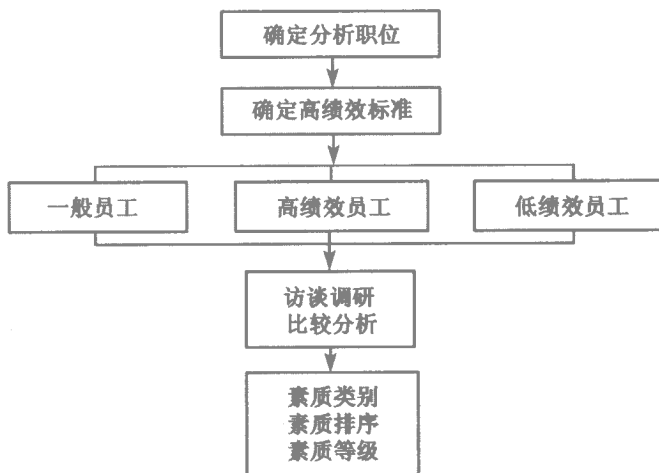 确定分析职位
确定高绩效标准
一般员工
高绩效员工
低绩效员工
访谈调研
比较分析
素质类别
素质排序
素质等级